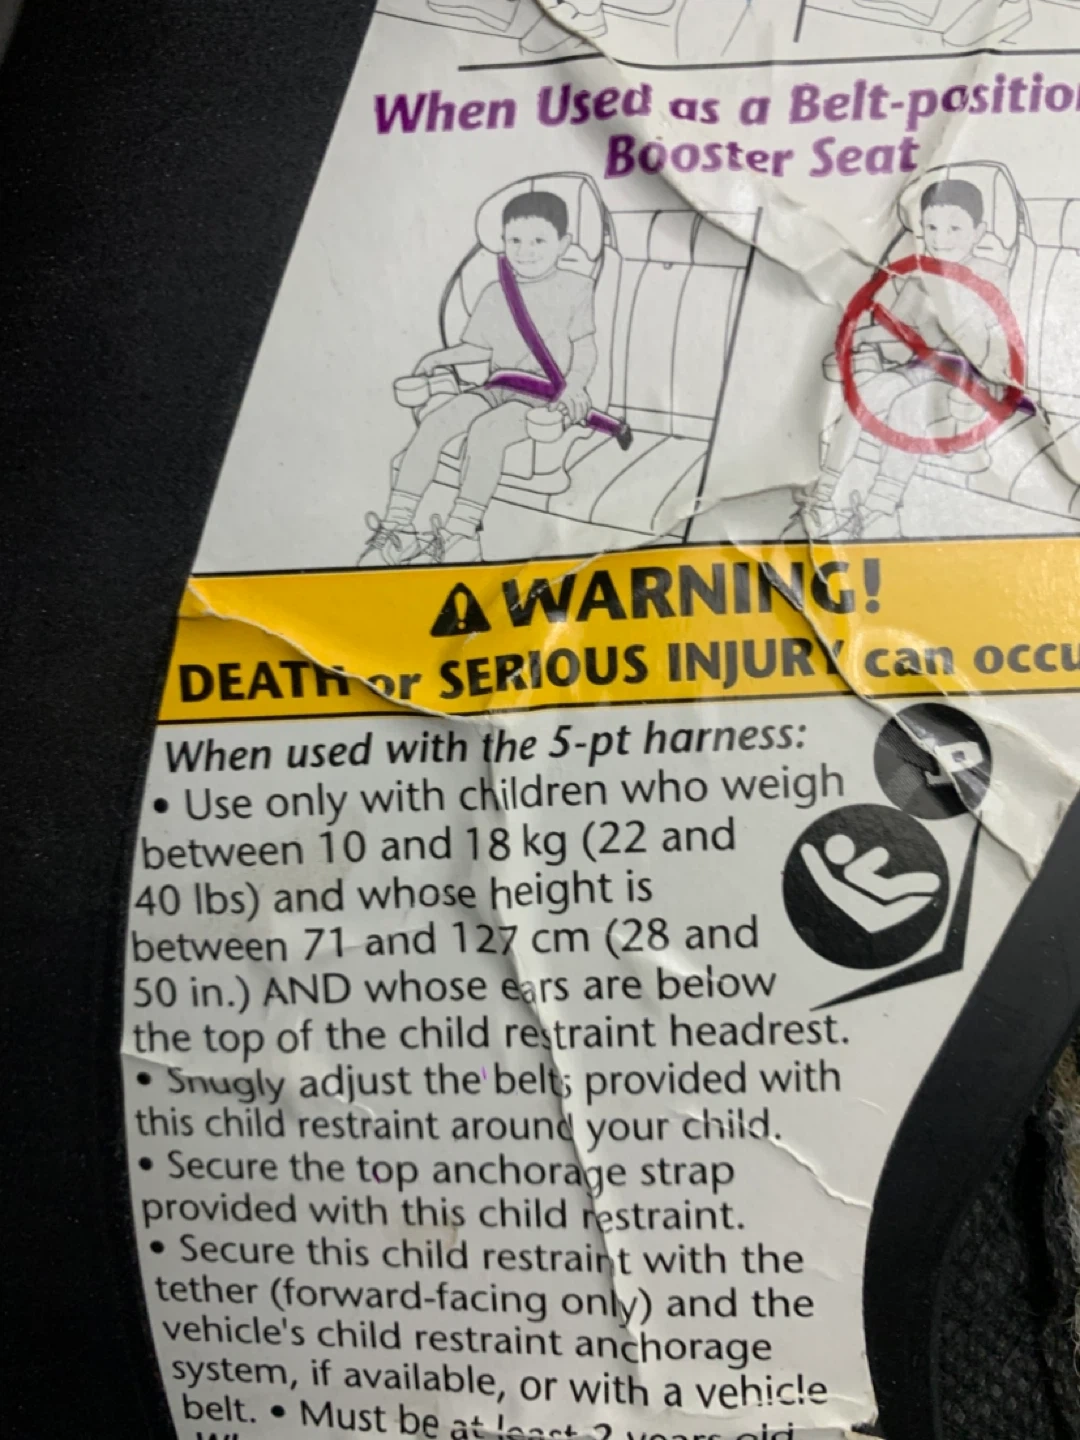 When Used as a Belt-positio
Booster Seat
WARNING!
DEATH or SERIOUS INJURY can occu
When used with the 5-pt harness:
• Use only with children who weigh
between 10 and 18 kg (22 and
40 lbs) and whose height is
between 71 and 127 cm (28 and
50 in.) AND whose ears are below
the top of the child restraint headrest.
• Snugly adjust the belts provided with
this child restraint around your child.
• Secure the top anchorage strap
provided with this child restraint.
• Secure this child restraint with the
tether (forward-facing only) and the
vehicle's child restraint anchorage
system, if available, or with a vehicle
belt. • Must be at least 2 years old